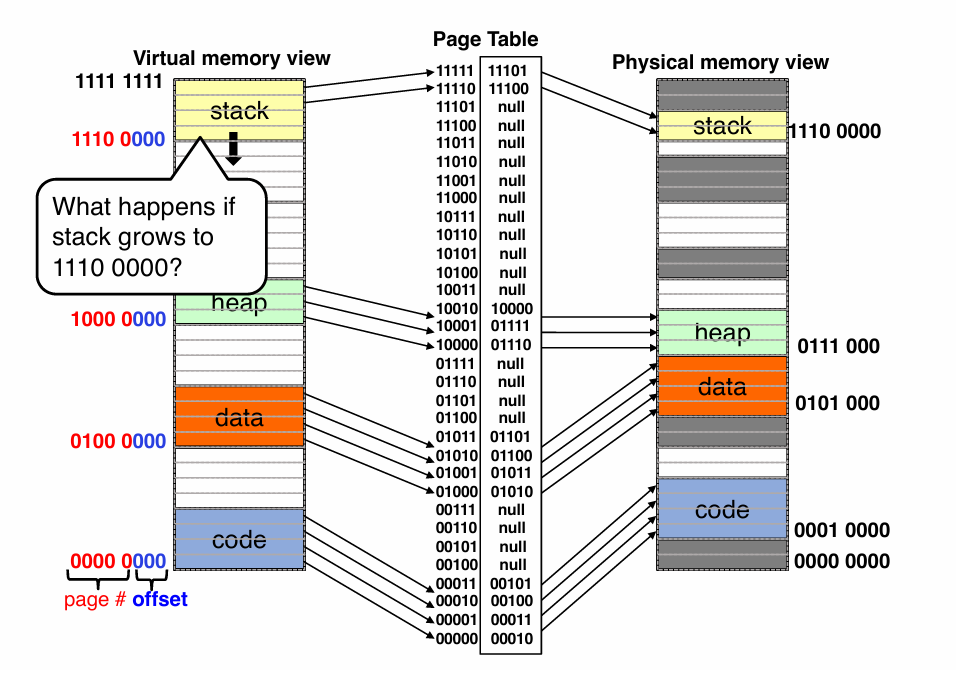 Page Table
Virtual memory view
Physical memory view
1111 1111
stack
1110 0000
What happens if
stack grows to
1110 0000?
heap
1000 0000
data
0100 0000
code
0000 0000
page # offset
11111 11101
11110 11100
11101 null
11100 null
11011 null
11010 null
11001 null
11000 null
10111 null
10110 null
10101 null
10100 null
10011 null
10010 10000
10001 01111
10000 01110
01111 null
01110 null
01101 null
01100 null
01011 01101
01010 01100
01001 01011
01000 01010
00111 null
00110 null
00101 null
00100 null
00011 00101
00010 00100
00001 00011
00000 00010
stack
1110 0000
heap
0111 000
data
0101 000
code
0001 0000
0000 0000